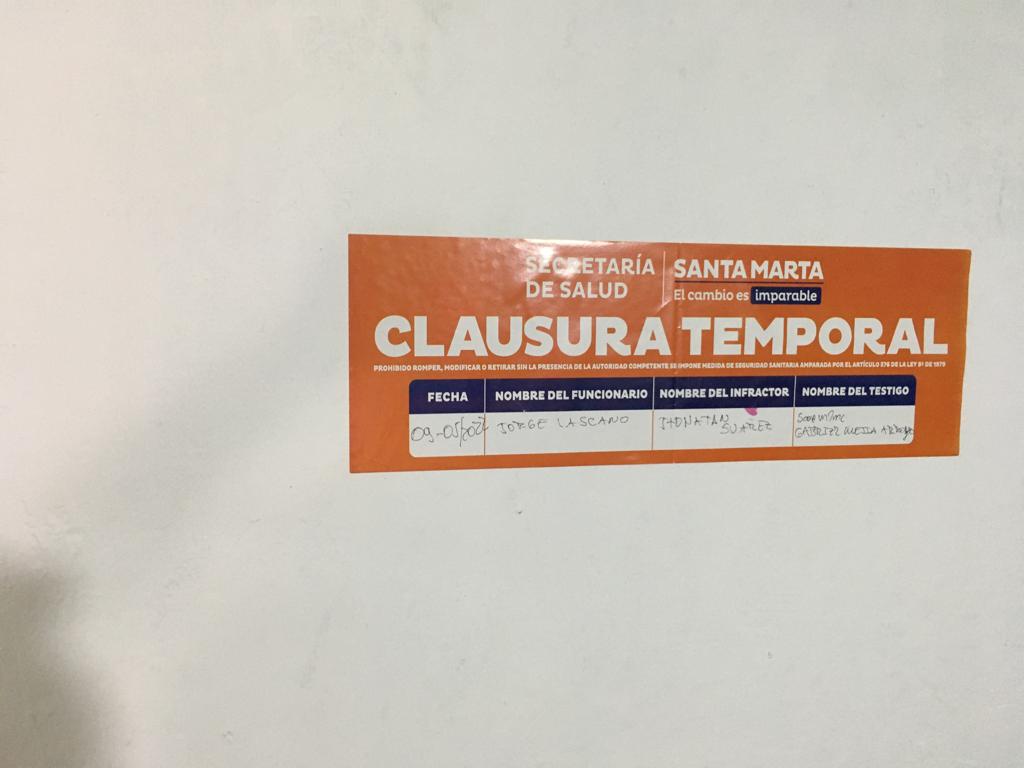 SECRETARÍA
DE SALUD
SANTA MARTA
El cambio es imparable
CLAUSURA TEMPORAL
PROHIBIDO ROMPER, MODIFICAR O RETIRAR SIN LA PRESENCIA DE LA AUTORIDAD COMPETENTE SE IMPONE MEDIDA DE SEGURIDAD SANITARIA AMPARADA POR EL ARTÍCULO 576 DE LA LEY 9ª DE 1979
FECHA
NOMBRE DEL FUNCIONARIO
NOMBRE DEL INFRACTOR
NOMBRE DEL TESTIGO
JORGE LASCANO
JHONATAN
SUAREZ
GABRIEL MEJIA